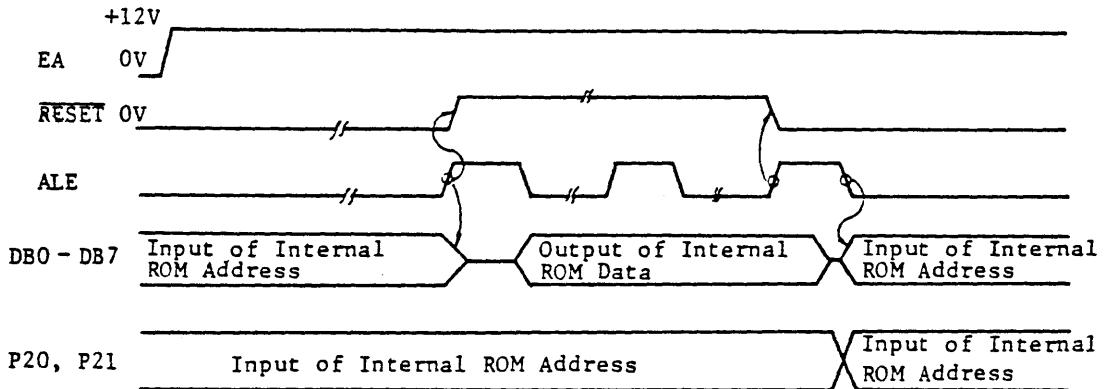 +12V
EA 0V
RESET 0V
ALE
DB0 - DB7 Input of Internal ROM Address Output of Internal ROM Data Input of Internal ROM Address
P20, P21 Input of Internal ROM Address Input of Internal ROM Address